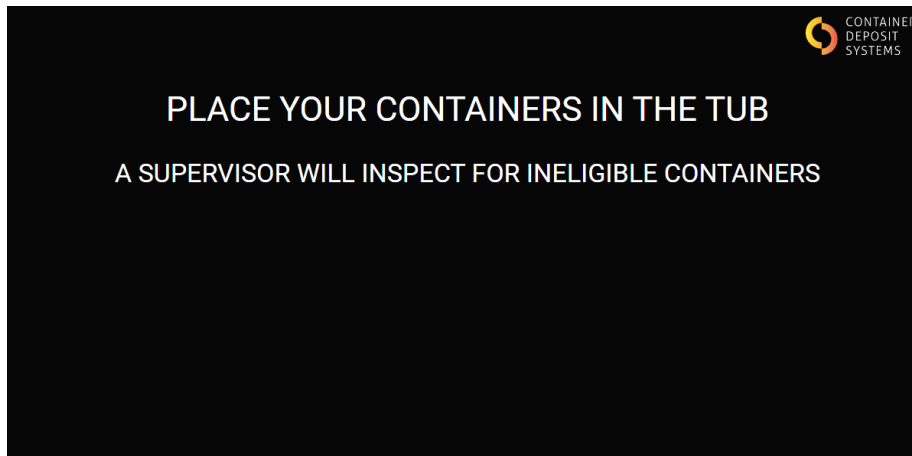 CONTAINER
DEPOSIT
SYSTEMS
PLACE YOUR CONTAINERS IN THE TUB
A SUPERVISOR WILL INSPECT FOR INELIGIBLE CONTAINERS